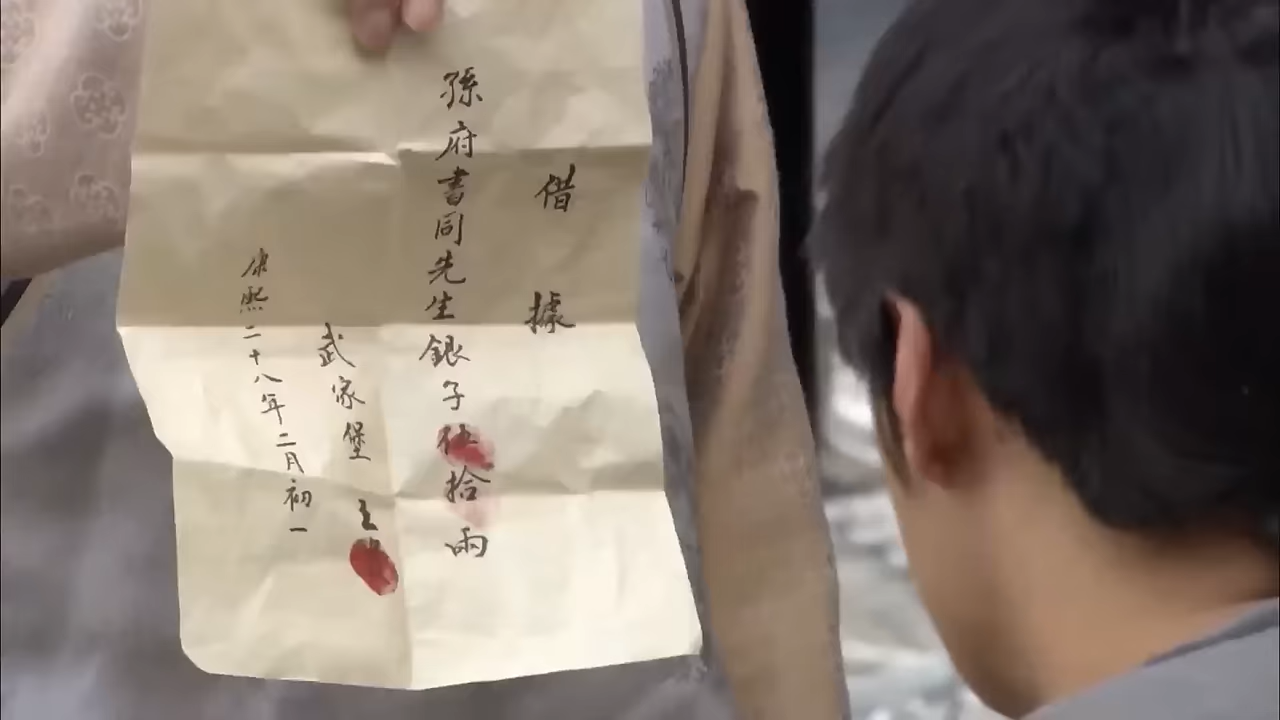 借據
孫府書同先生銀子拾兩
武家堡 王
康熙二十八年二月初一